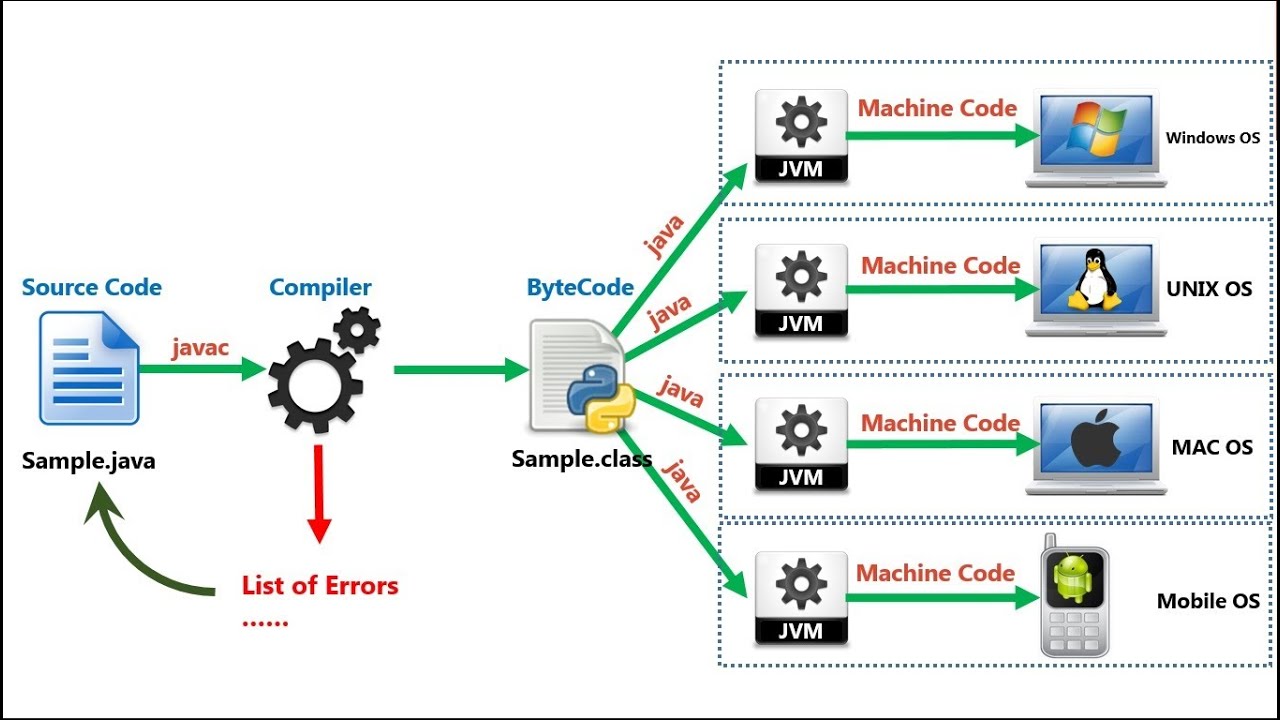 Source Code
javac
Sample.java
Compiler
List of Errors
......
ByteCode
Sample.class
java
java
java
java
JVM
Machine Code
Windows OS
JVM
Machine Code
UNIX OS
JVM
Machine Code
MAC OS
JVM
Machine Code
Mobile OS